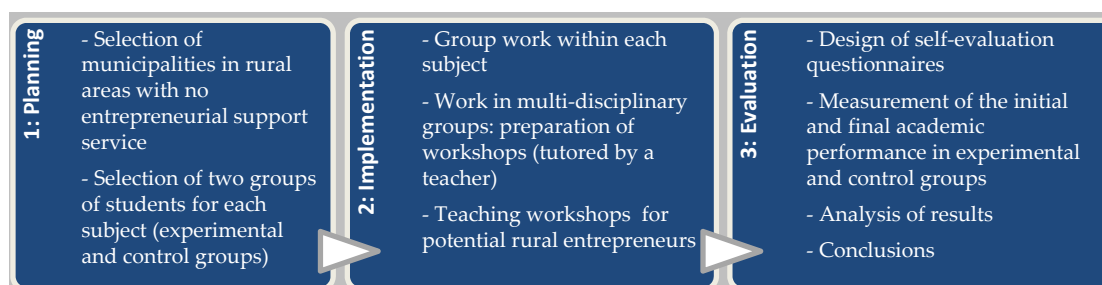 1: Planning
- Selection of
municipalities in rural
areas with no
entrepreneurial support
service
- Selection of two groups
of students for each
subject (experimental
and control groups)
2: Implementation
- Group work within each
subject
- Work in multi-disciplinary
groups: preparation of
workshops (tutored by a
teacher)
- Teaching workshops for
potential rural entrepreneurs
3: Evaluation
- Design of self-evaluation
questionnaires
- Measurement of the initial
and final academic
performance in experimental
and control groups
- Analysis of results
- Conclusions